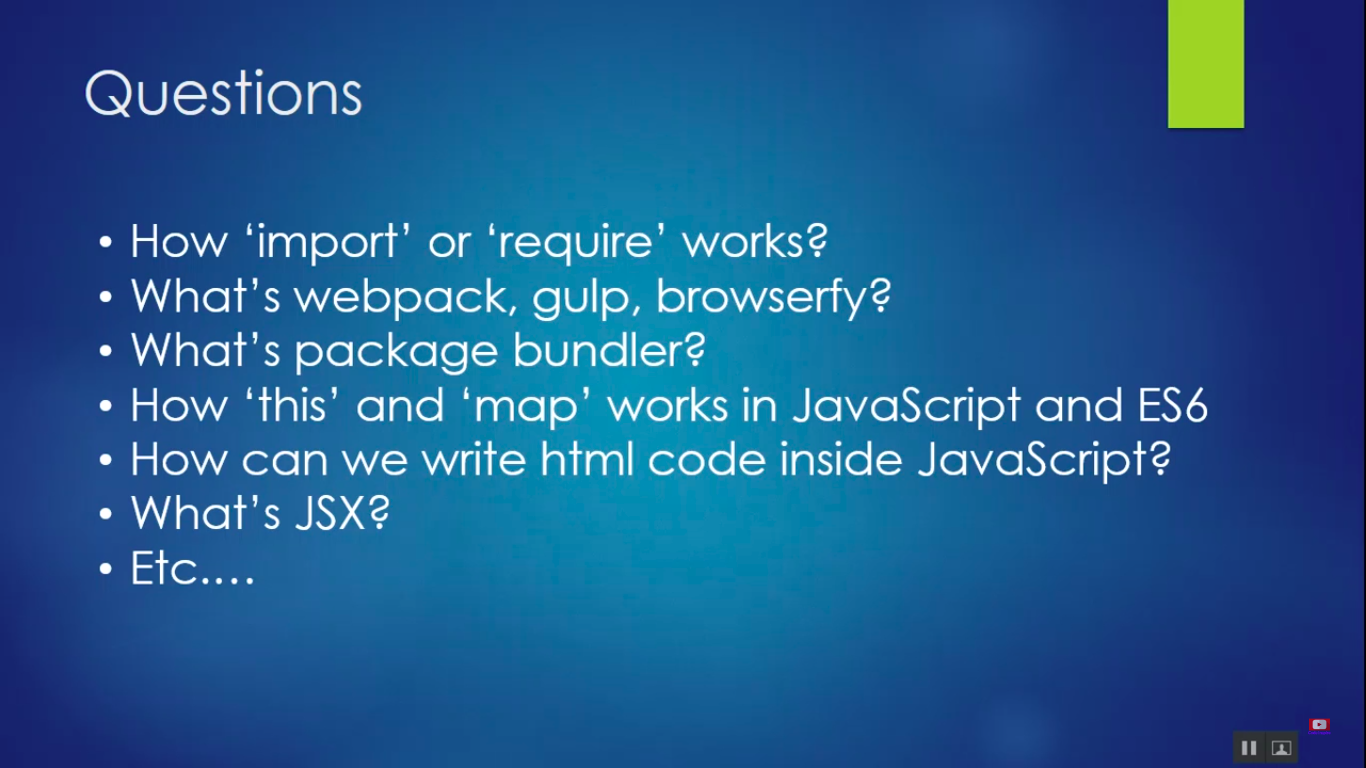 Questions
• How ‘import’ or ‘require’ works?
• What’s webpack, gulp, browserfy?
• What’s package bundler?
• How ‘this’ and ‘map’ works in JavaScript and ES6
• How can we write html code inside JavaScript?
• What’s JSX?
• Etc.…